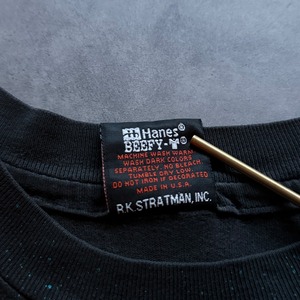 Hanes®
BEEFY-T®
MACHINE WASH WARM
WASH DARK COLORS
SEPARATELY. NO BLEACH.
TUMBLE DRY LOW.
DO NOT IRON IF DECORATED
MADE IN U.S.A.
R.K. STRATMAN, INC.